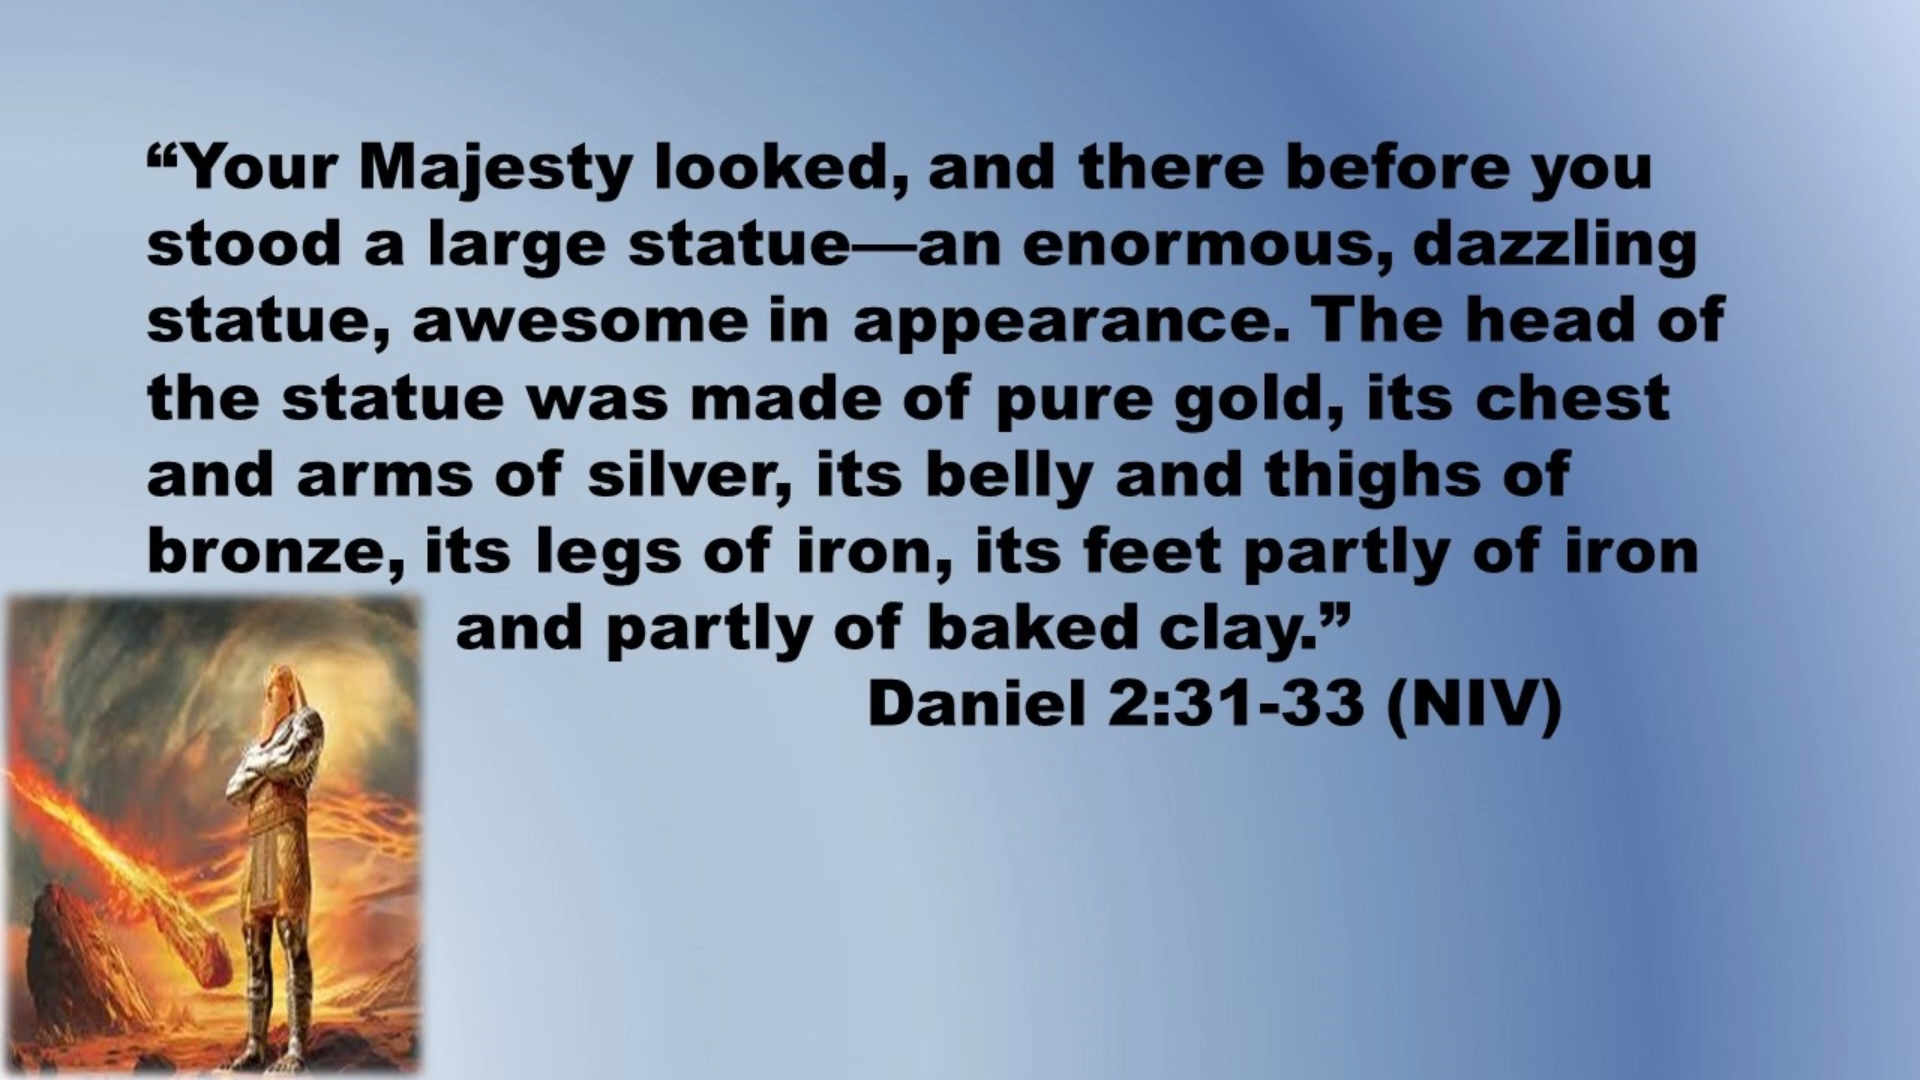 “Your Majesty looked, and there before you
stood a large statue—an enormous, dazzling
statue, awesome in appearance. The head of
the statue was made of pure gold, its chest
and arms of silver, its belly and thighs of
bronze, its legs of iron, its feet partly of iron
and partly of baked clay.”
Daniel 2:31-33 (NIV)